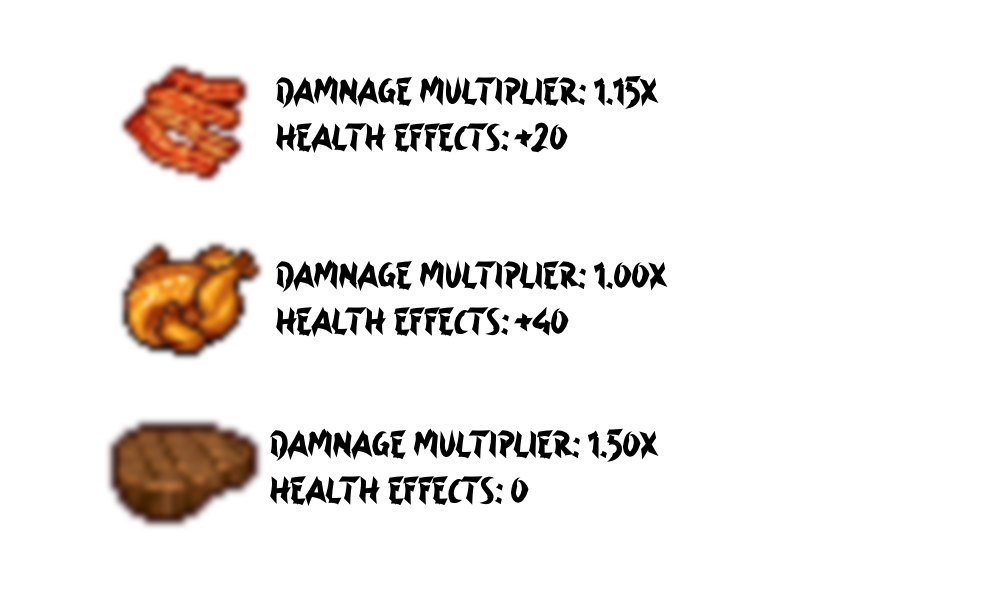 DAMNAGE MULTIPLIER: 1.15X
HEALTH EFFECTS: +20
DAMNAGE MULTIPLIER: 1.00X
HEALTH EFFECTS: +40
DAMNAGE MULTIPLIER: 1.50X
HEALTH EFFECTS: 0